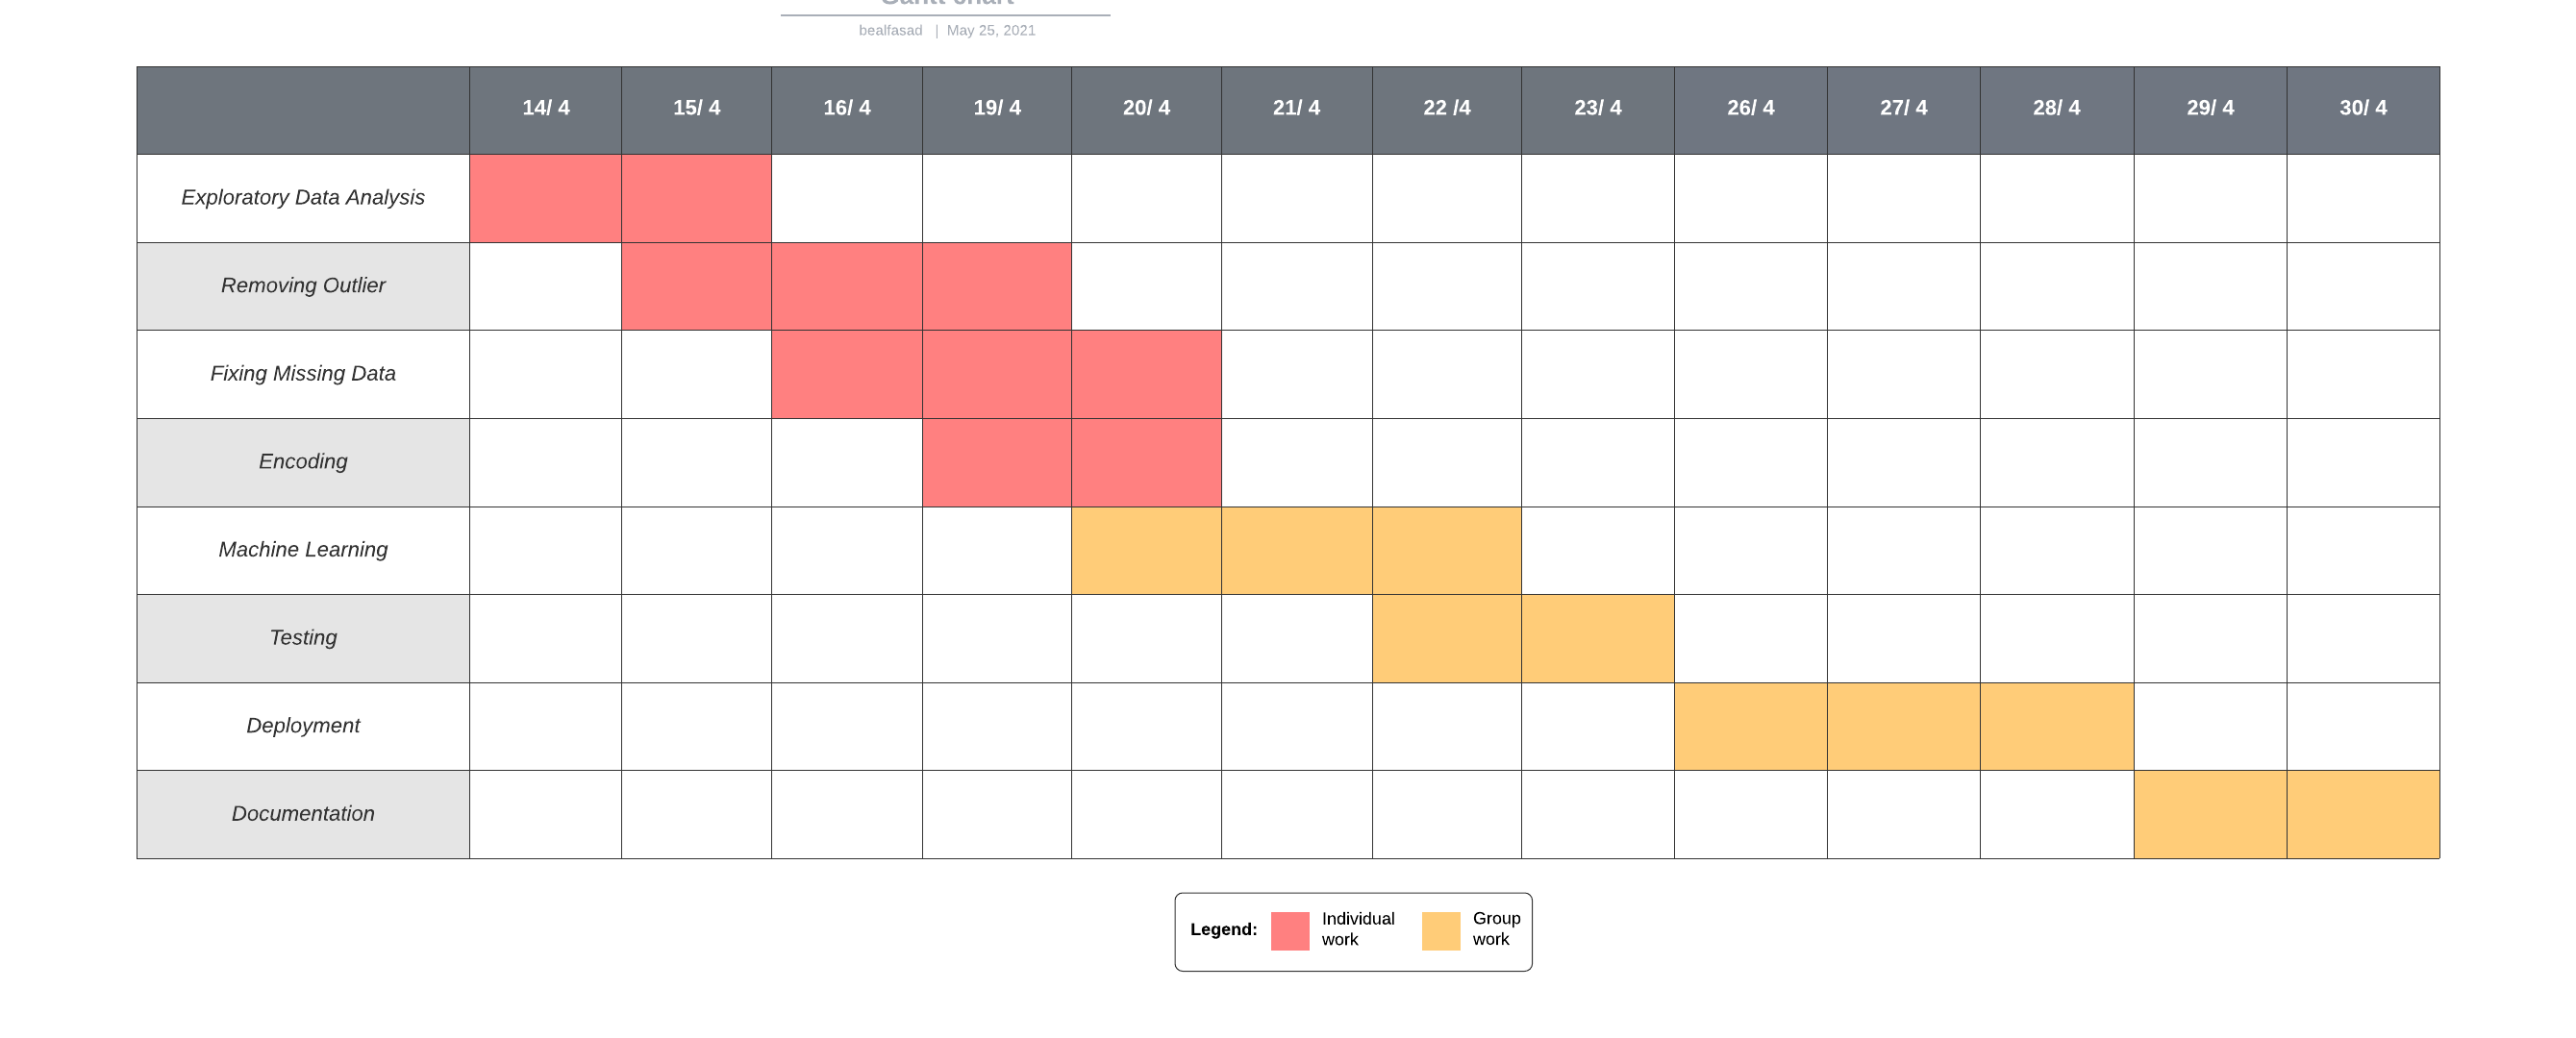 Gantt chart
bealfasad | May 25, 2021
14/ 4 15/ 4 16/ 4 19/ 4 20/ 4 21/ 4 22 /4 23/ 4 26/ 4 27/ 4 28/ 4 29/ 4 30/ 4
Exploratory Data Analysis
Removing Outlier
Fixing Missing Data
Encoding
Machine Learning
Testing
Deployment
Documentation
Legend: Individual work Group work